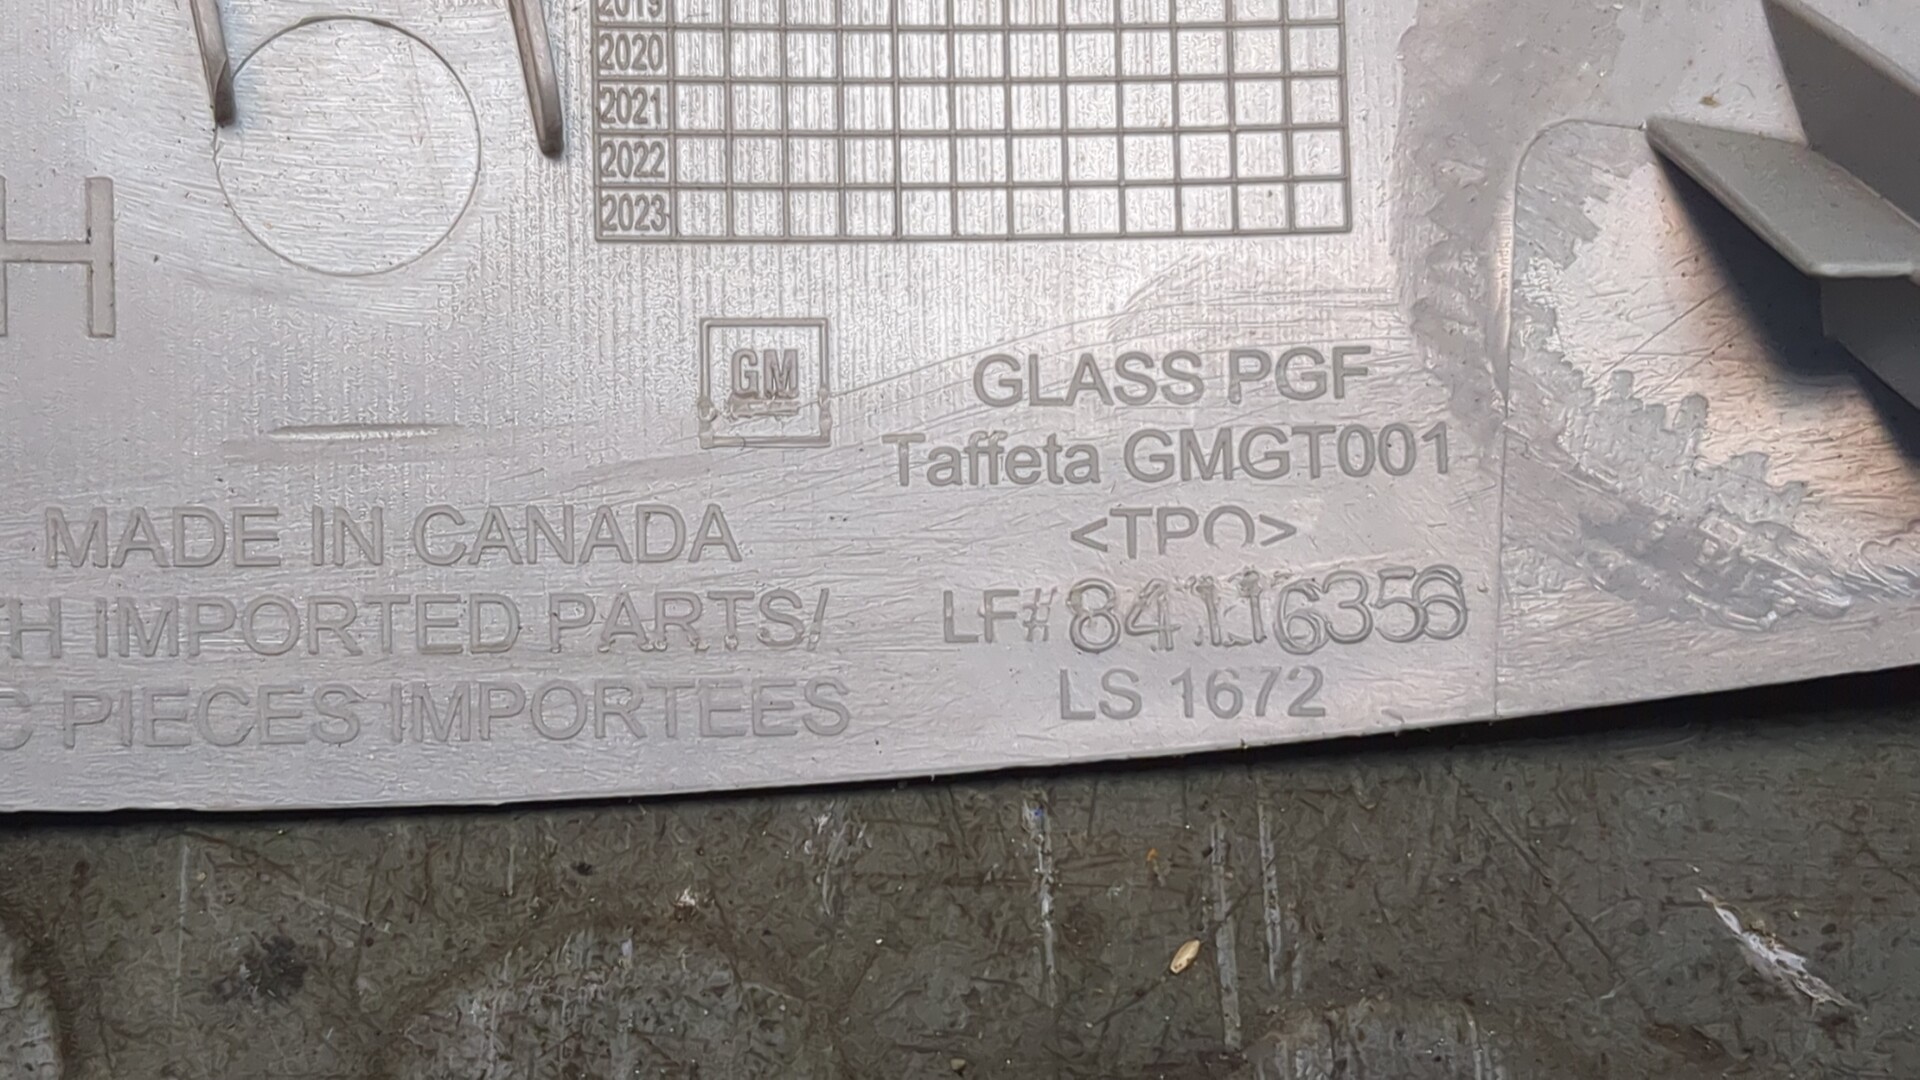 2019
2020
2021
2022
2023
H
GM
GLASS PGF
Taffeta GMGT001
<TPO>
MADE IN CANADA
H IMPORTED PARTS/
LF# 84116356
C PIECES IMPORTEES
LS 1672